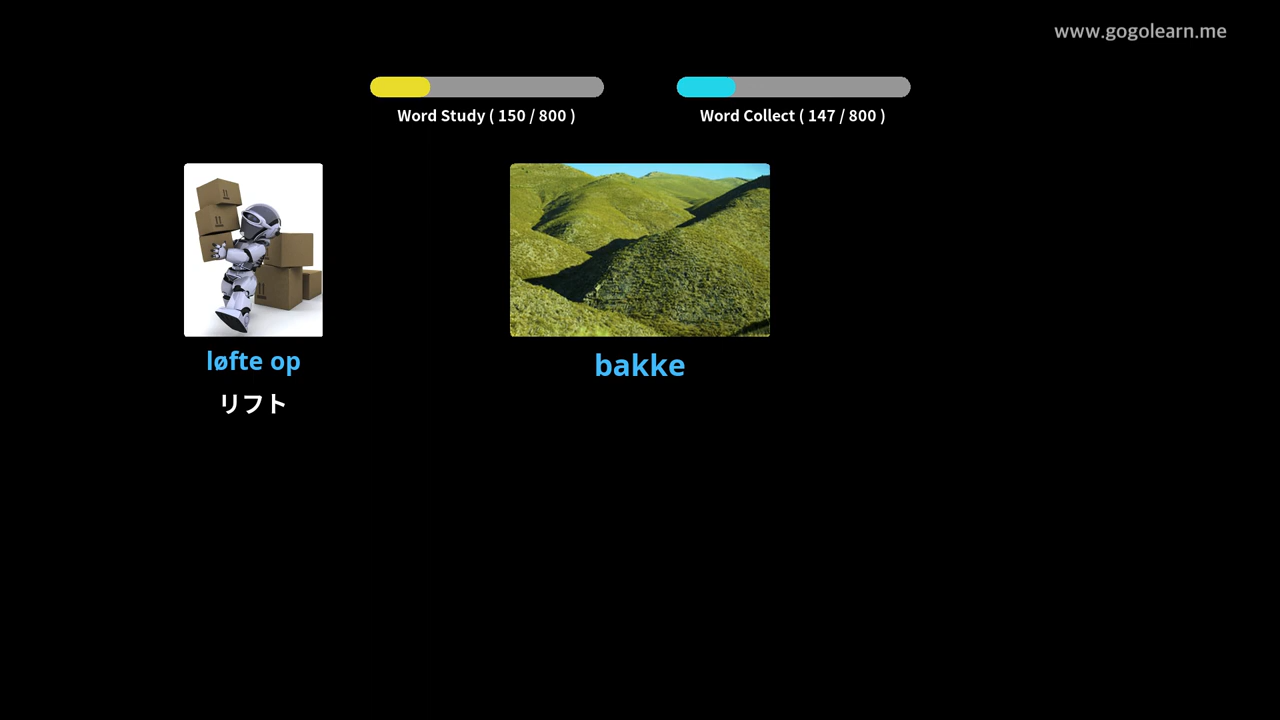 www.gogolearn.me
Word Study ( 150 / 800 )
Word Collect ( 147 / 800 )
løfte op
リフト
bakke